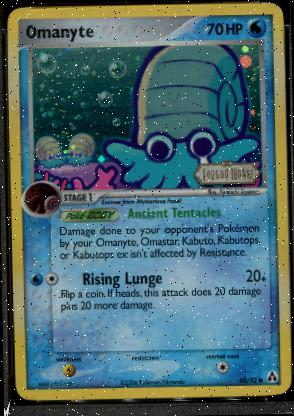 Omanyte 70 HP
Legend Maker
STAGE 1
Evolves from Mysterious Fossil
Poké-BODY Ancient Tentacles
Damage done to your opponent's Pokémon
by your Omanyte, Omastar, Kabuto, Kabutops,
or Kabutops ex isn't affected by Resistance.
Rising Lunge 20+
Flip a coin. If heads, this attack does 20 damage
plus 20 more damage.
weakness resistance retreat cost